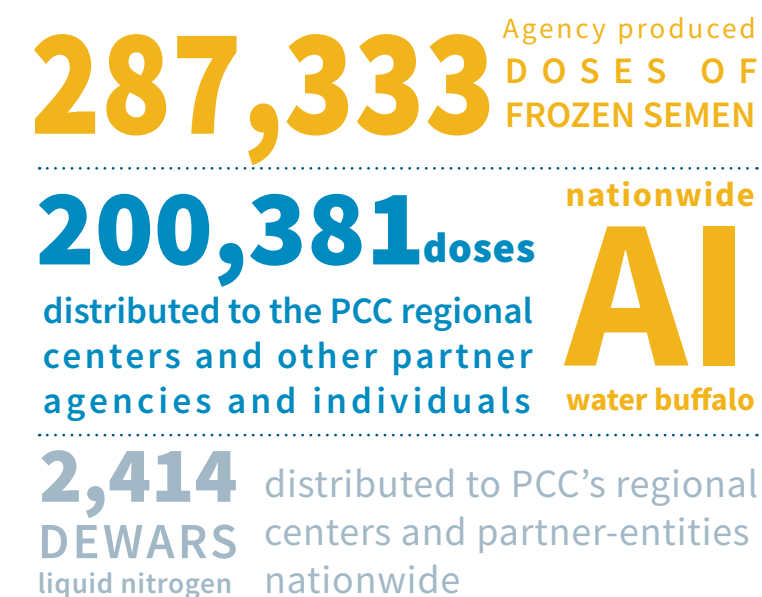 287,333
Agency produced
DOSES OF
FROZEN SEMEN
200,381doses
distributed to the PCC regional
centers and other partner
agencies and individuals
nationwide
AI
water buffalo
2,414
DEWARS
liquid nitrogen
distributed to PCC’s regional
centers and partner-entities
nationwide